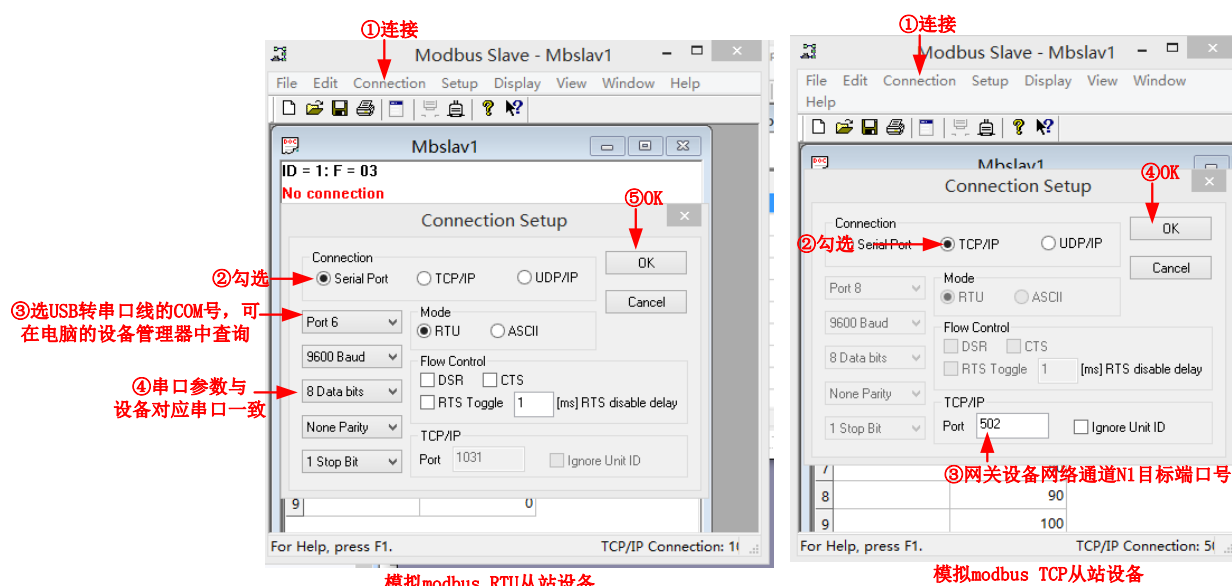 ①连接
Modbus Slave - Mbslav1
File Edit Connection Setup Display View Window Help
Mbslav1
ID = 1: F = 03
No connection
⑤OK
Connection Setup
Connection
②勾选
Serial Port
TCP/IP
UDP/IP
OK
Cancel
③选USB转串口线的COM号，可
在电脑的设备管理器中查询
Port 6
Mode
RTU
ASCII
9600 Baud
Flow Control
DSR
CTS
④串口参数与
设备对应串口一致
8 Data bits
RTS Toggle
1
[ms] RTS disable delay
None Parity
TCP/IP
1 Stop Bit
Port
1031
Ignore Unit ID
9
0
For Help, press F1.
TCP/IP Connection:
模拟modbus RTU从站设备
①连接
Modbus Slave - Mbslav1
File Edit Connection Setup Display View Window
Help
Mbslav1
④OK
Connection Setup
Connection
②勾选
Serial Port
TCP/IP
UDP/IP
OK
Cancel
Port 8
Mode
RTU
ASCII
9600 Baud
Flow Control
DSR
CTS
8 Data bits
RTS Toggle
1
[ms] RTS disable delay
None Parity
TCP/IP
1 Stop Bit
Port
502
Ignore Unit ID
7
③网关设备网络通道N1目标端口号
8
90
9
100
For Help, press F1.
TCP/IP Connection:
模拟modbus TCP从站设备